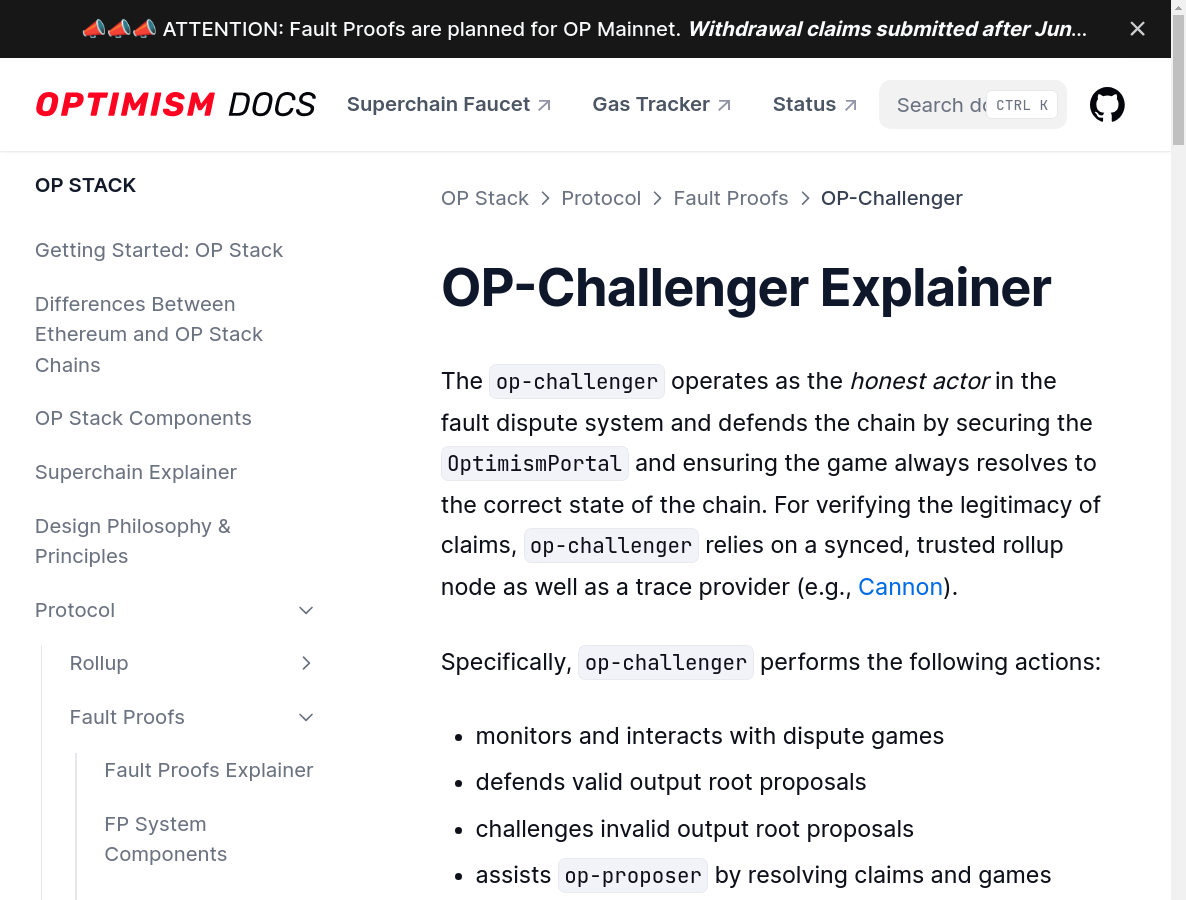 📣📣📣 ATTENTION: Fault Proofs are planned for OP Mainnet. Withdrawal claims submitted after Jun...
OPTIMISM DOCS
Superchain Faucet
Gas Tracker
Status
Search do
CTRL K
OP STACK
Getting Started: OP Stack
Differences Between
Ethereum and OP Stack
Chains
OP Stack Components
Superchain Explainer
Design Philosophy &
Principles
Protocol
Rollup
Fault Proofs
Fault Proofs Explainer
FP System
Components
OP Stack > Protocol > Fault Proofs > OP-Challenger
OP-Challenger Explainer
The op-challenger operates as the honest actor in the
fault dispute system and defends the chain by securing the
OptimismPortal and ensuring the game always resolves to
the correct state of the chain. For verifying the legitimacy of
claims, op-challenger relies on a synced, trusted rollup
node as well as a trace provider (e.g., Cannon).
Specifically, op-challenger performs the following actions:
• monitors and interacts with dispute games
• defends valid output root proposals
• challenges invalid output root proposals
• assists op-proposer by resolving claims and games